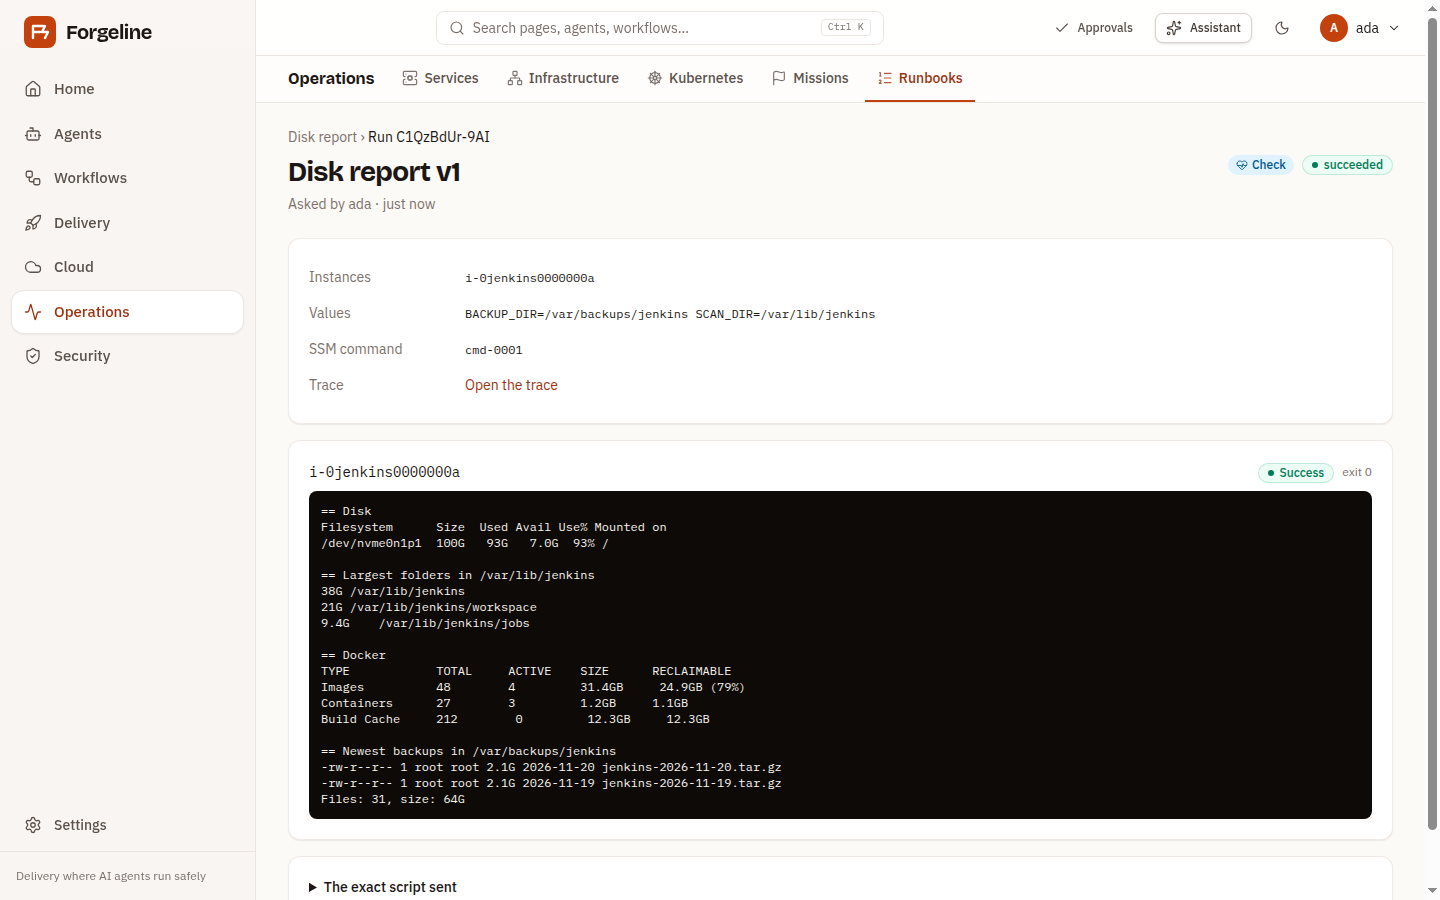 Forgeline
Search pages, agents, workflows...
Ctrl K
Approvals
Assistant
A
ada
Home
Agents
Workflows
Delivery
Cloud
Operations
Security
Settings
Delivery where AI agents run safely
Operations
Services
Infrastructure
Kubernetes
Missions
Runbooks
Disk report › Run C1QzBdUr-9AI
Disk report v1
Check
succeeded
Asked by ada · just now
Instances i-0jenkins0000000a
Values BACKUP_DIR=/var/backups/jenkins SCAN_DIR=/var/lib/jenkins
SSM command cmd-0001
Trace Open the trace
i-0jenkins0000000a
Success exit 0
== Disk
Filesystem      Size  Used Avail Use% Mounted on
/dev/nvme0n1p1  100G   93G   7.0G  93% /
== Largest folders in /var/lib/jenkins
38G /var/lib/jenkins
21G /var/lib/jenkins/workspace
9.4G    /var/lib/jenkins/jobs
== Docker
TYPE            TOTAL     ACTIVE    SIZE      RECLAIMABLE
Images          48        4         31.4GB     24.9GB (79%)
Containers      27        3         1.2GB     1.1GB
Build Cache     212        0         12.3GB     12.3GB
== Newest backups in /var/backups/jenkins
-rw-r--r-- 1 root root 2.1G 2026-11-20 jenkins-2026-11-20.tar.gz
-rw-r--r-- 1 root root 2.1G 2026-11-19 jenkins-2026-11-19.tar.gz
Files: 31, size: 64G
The exact script sent